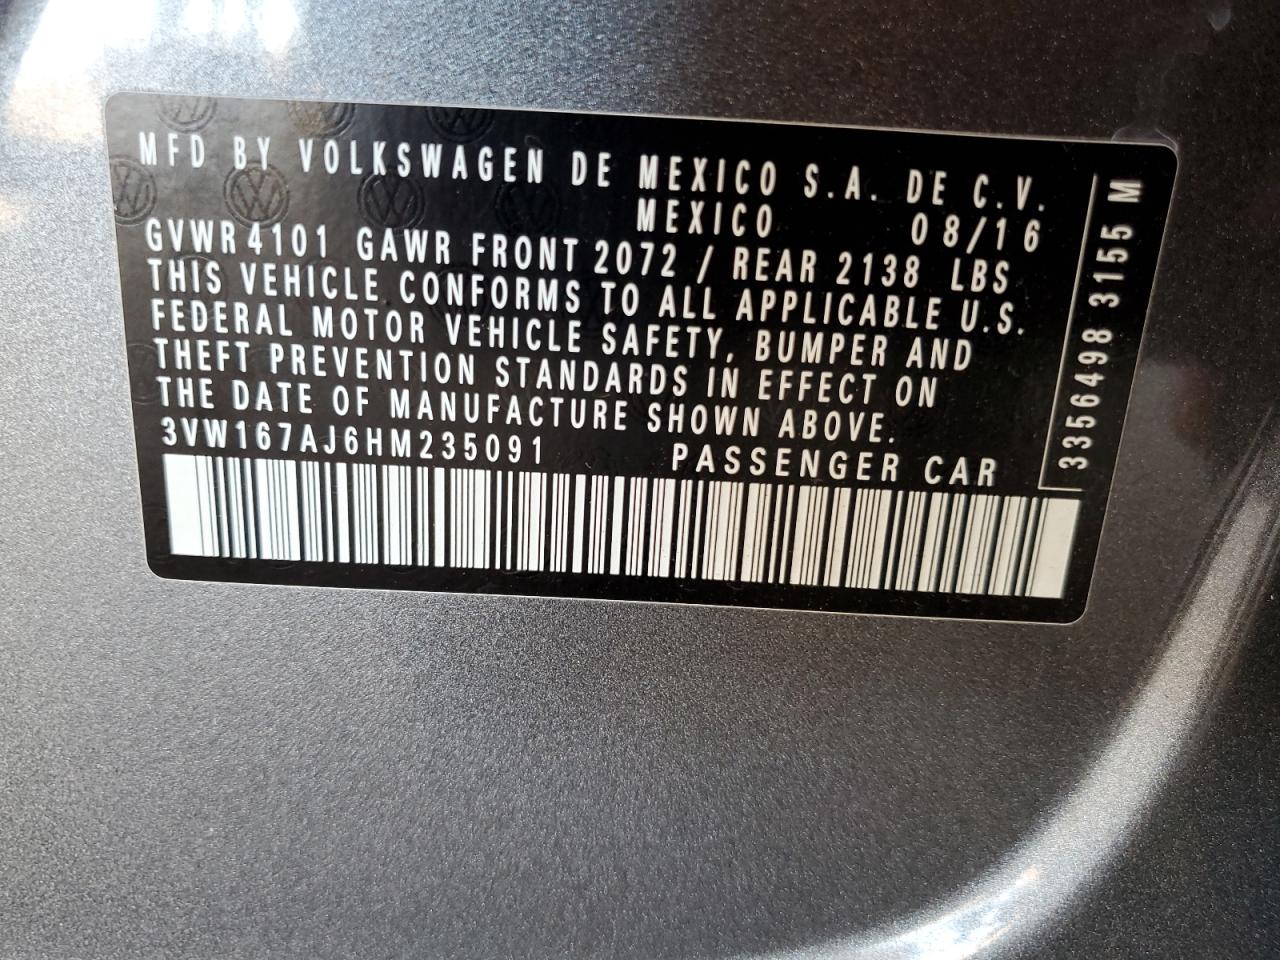 MFD BY VOLKSWAGEN DE MEXICO S.A. DE C.V.
MEXICO 08/16
GVWR 4101 GAWR FRONT 2072 / REAR 2138 LBS
THIS VEHICLE CONFORMS TO ALL APPLICABLE U.S.
FEDERAL MOTOR VEHICLE SAFETY, BUMPER AND
THEFT PREVENTION STANDARDS IN EFFECT ON
THE DATE OF MANUFACTURE SHOWN ABOVE.
3VW167AJ6HM235091 PASSENGER CAR
3356498 3155 M